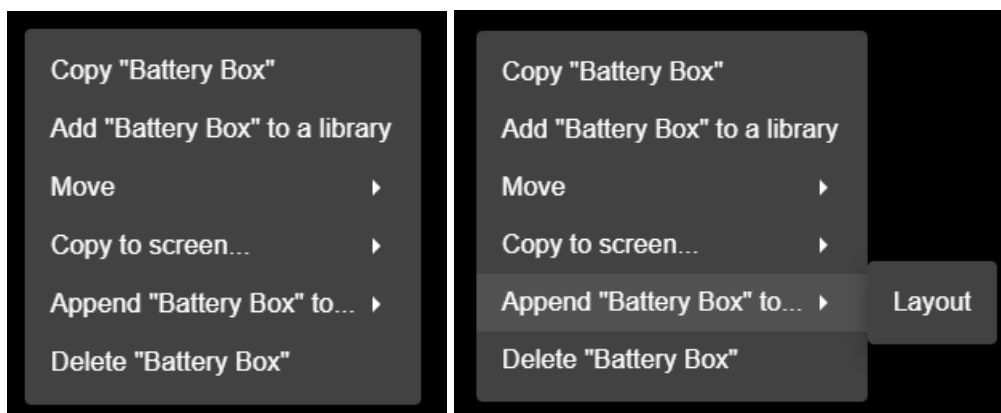 Copy "Battery Box"
Add "Battery Box" to a library
Move
Copy to screen...
Append "Battery Box" to...
Delete "Battery Box"
Copy "Battery Box"
Add "Battery Box" to a library
Move
Copy to screen...
Append "Battery Box" to...
Layout
Delete "Battery Box"